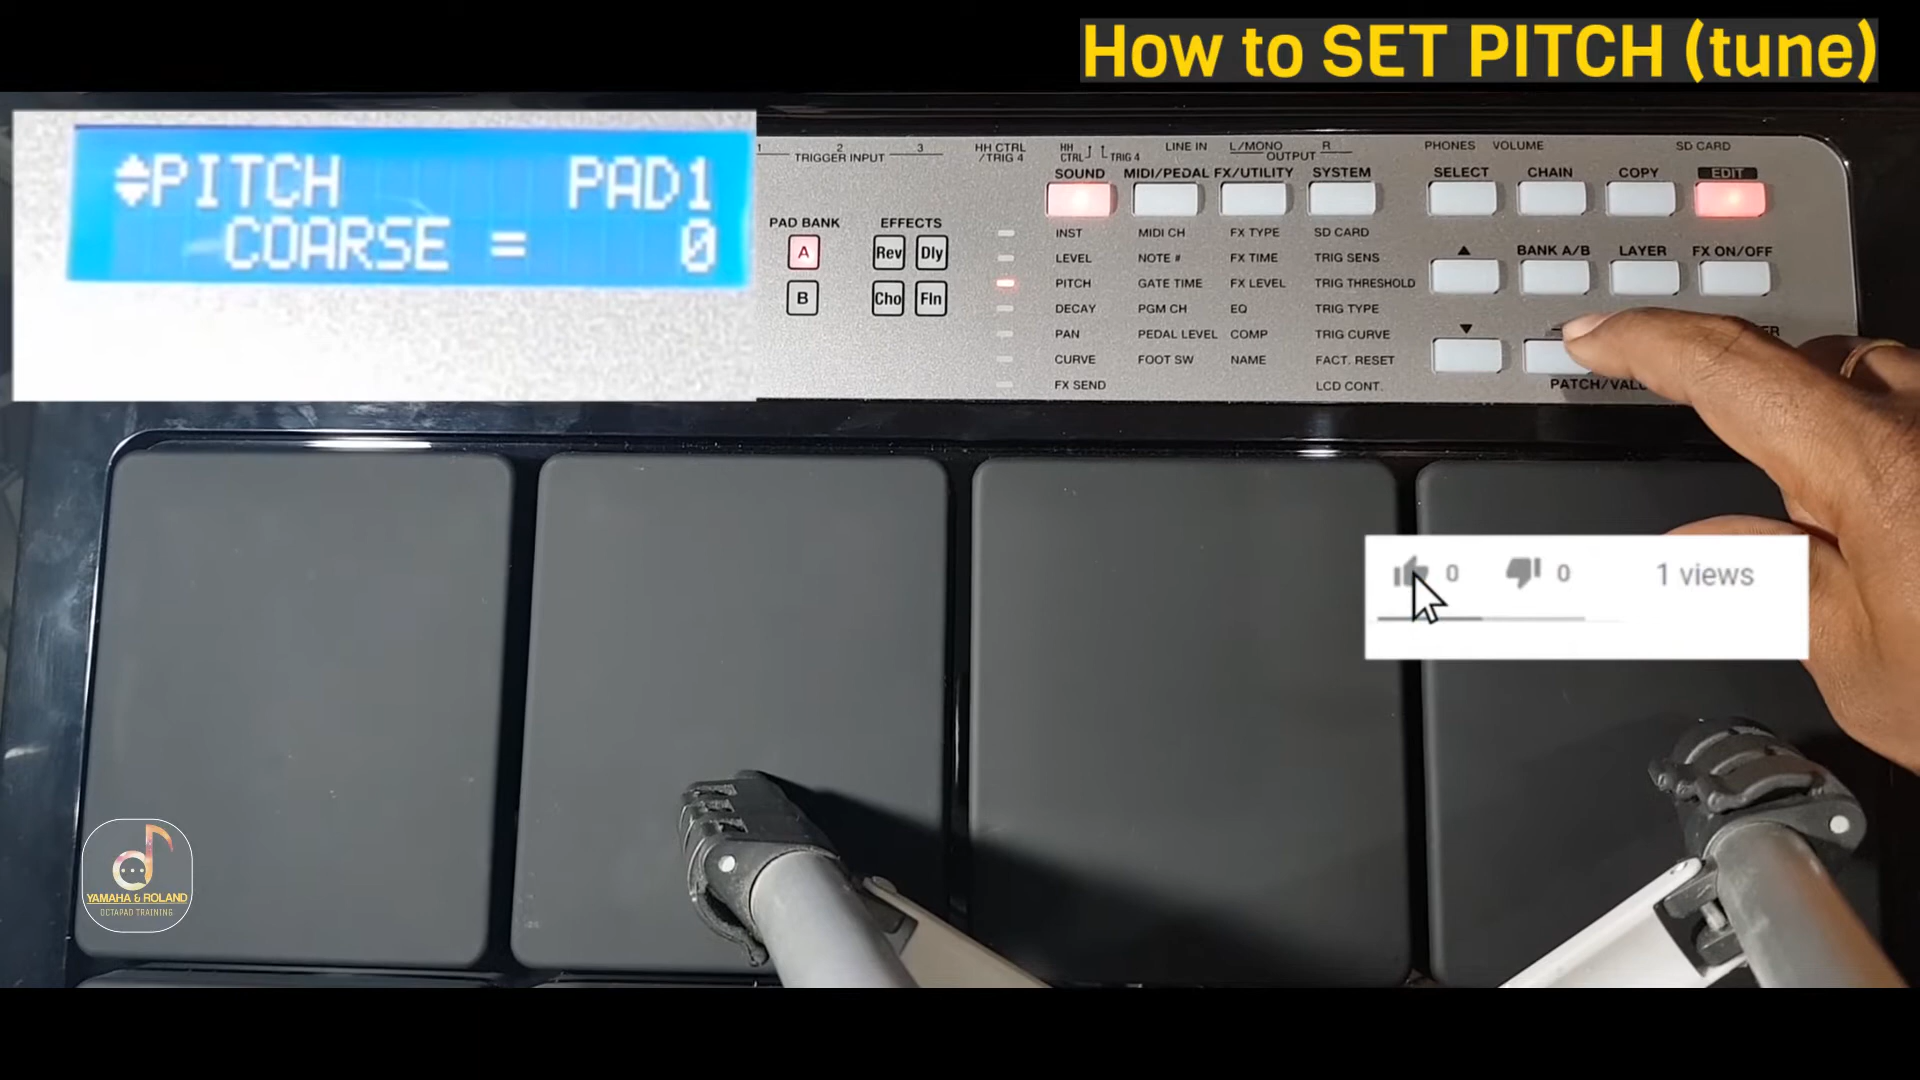 How to SET PITCH (tune)
PITCH PAD1
COARSE = 0
1 2 3
TRIGGER INPUT
HH CTRL
/TRIG 4
HH
CTRL
TRIG 4
LINE IN
L/MONO R
OUTPUT
PHONES VOLUME
SD CARD
SOUND MIDI/PEDAL FX/UTILITY SYSTEM
SELECT CHAIN COPY EDIT
PAD BANK EFFECTS
A
Rev Dly
B
Cho Fln
INST MIDI CH FX TYPE SD CARD
LEVEL NOTE # FX TIME TRIG SENS
PITCH GATE TIME FX LEVEL TRIG THRESHOLD
DECAY PGM CH EQ TRIG TYPE
PAN PEDAL LEVEL COMP TRIG CURVE
CURVE FOOT SW NAME FACT. RESET
FX SEND LCD CONT.
▲ BANK A/B LAYER FX ON/OFF
▼ −
0 0 1 views
YAMAHA & ROLAND
OCTAPAD TRAINING